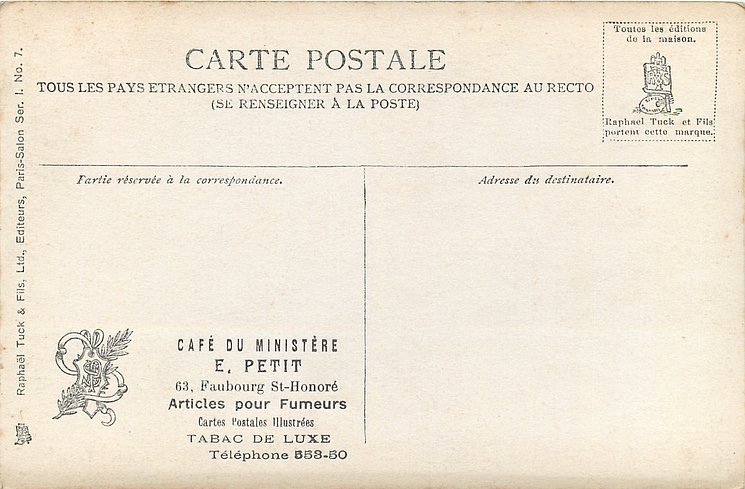 CARTE POSTALE
TOUS LES PAYS ETRANGERS N'ACCEPTENT PAS LA CORRESPONDANCE AU RECTO
(SE RENSEIGNER À LA POSTE)
Toutes les éditions
de la maison.
Raphael Tuck et Fils
portent cette marque.
Partie réservée à la correspondance.
Adresse du destinataire.
Raphaël Tuck & Fils, Ltd., Editeurs, Paris-Salon Ser. I. No. 7.
CAFÉ DU MINISTÈRE
E. PETIT
63, Faubourg St-Honoré
Articles pour Fumeurs
Cartes Postales Illustrées
TABAC DE LUXE
Téléphone 553-50